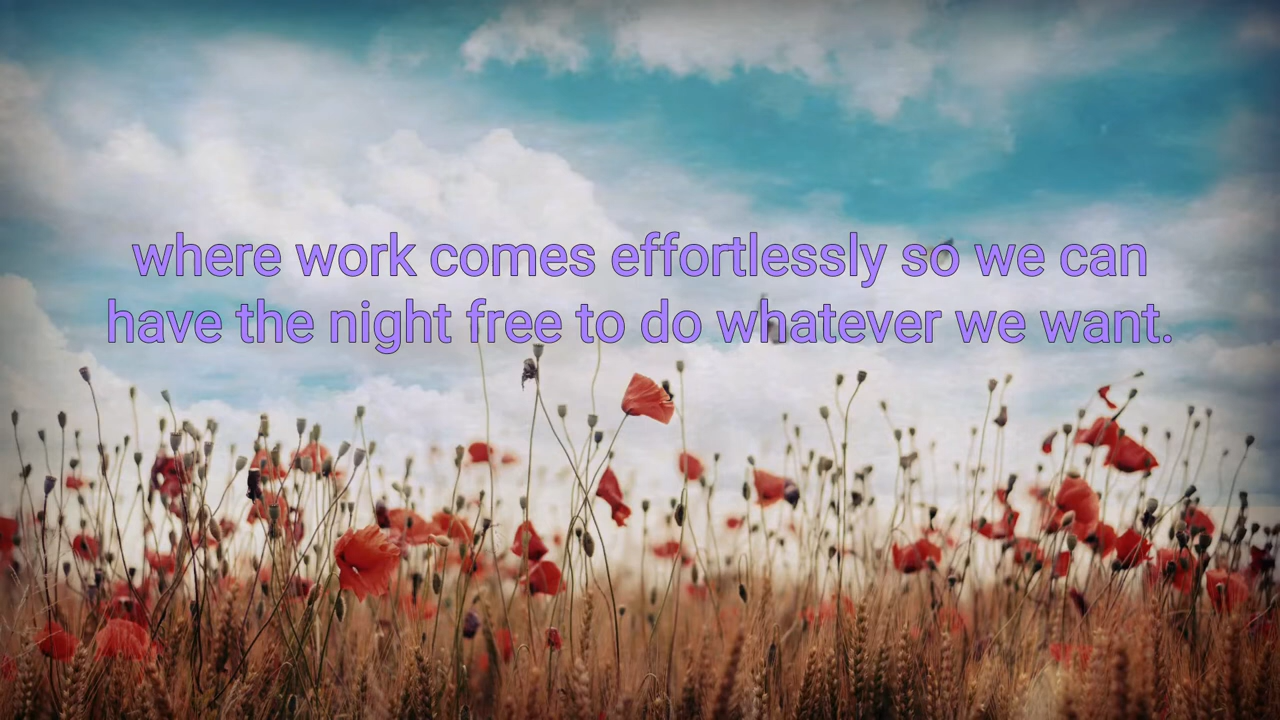 where work comes effortlessly so we can
have the night free to do whatever we want.